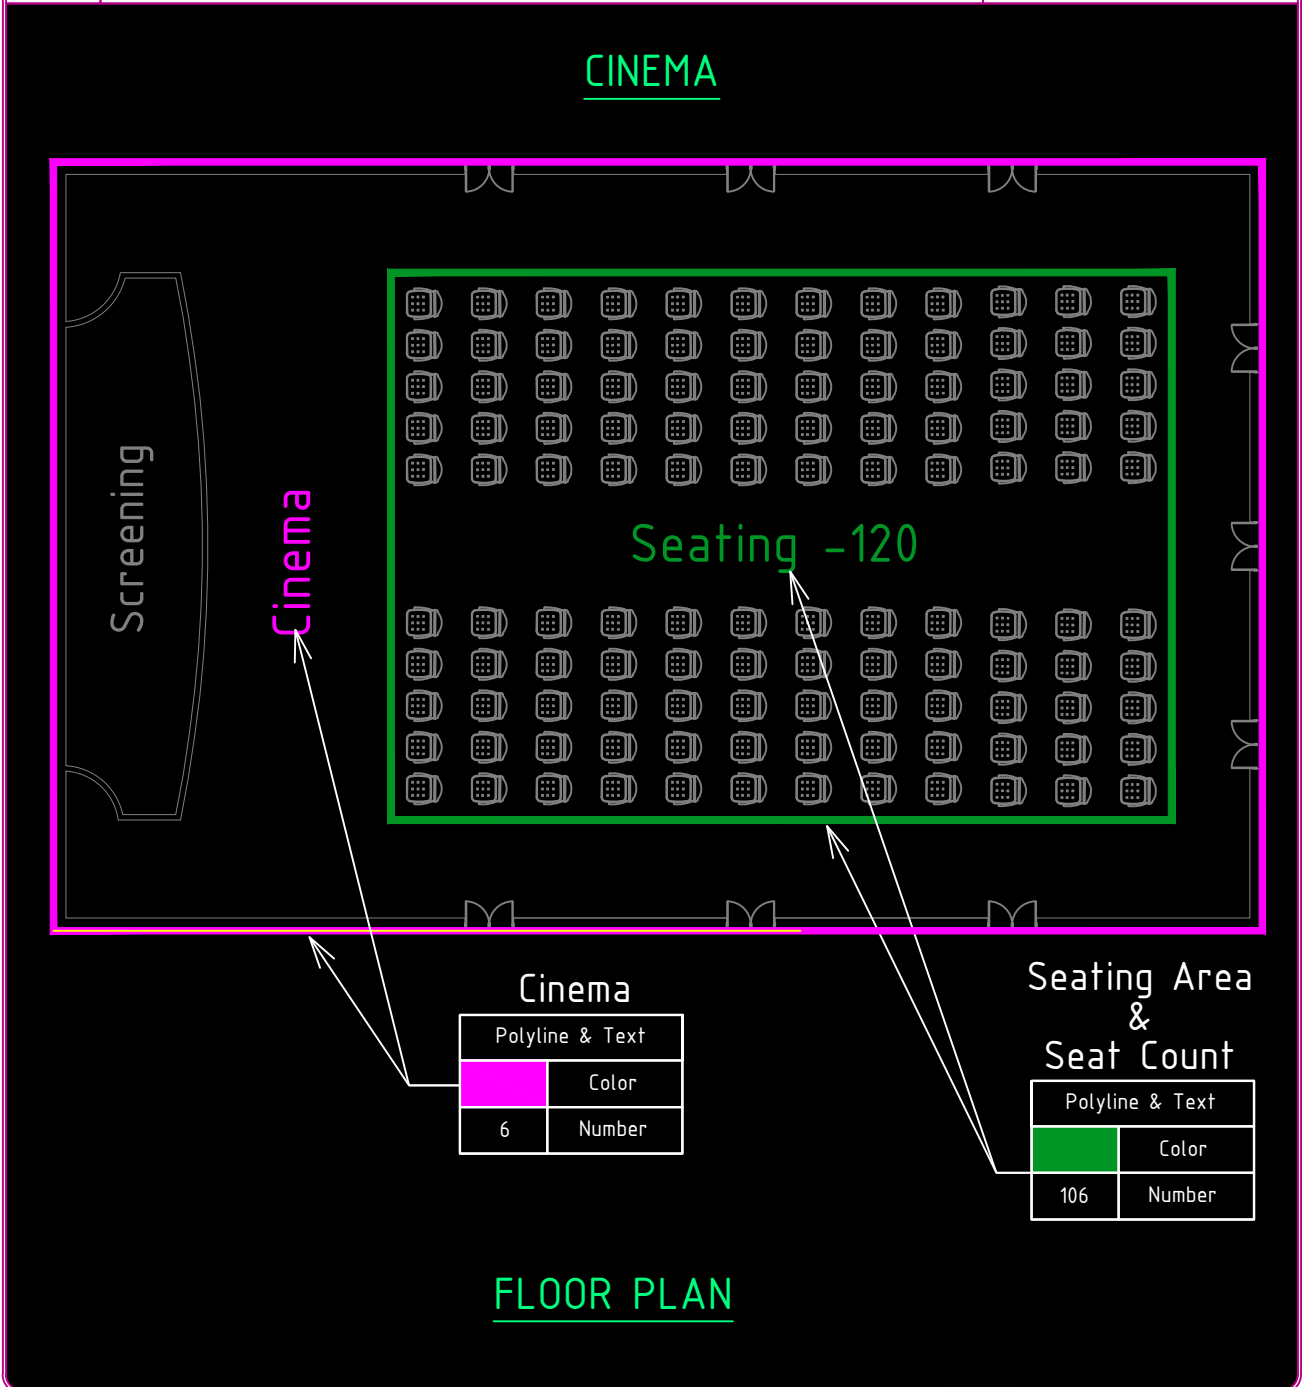 CINEMA
Screening
Cinema
Seating -120
Cinema
Polyline & Text
Color
6 Number
Seating Area
&
Seat Count
Polyline & Text
Color
106 Number
FLOOR PLAN